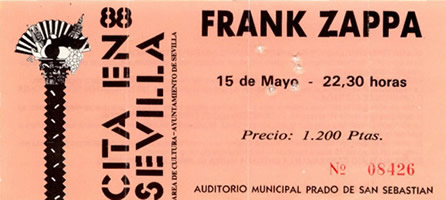 CITA EN 88
SEVILLA
AREA DE CULTURA-AYUNTAMIENTO DE SEVILLA
FRANK ZAPPA
15 de Mayo - 22,30 horas
Precio: 1.200 Ptas.
Nº 08426
AUDITORIO MUNICIPAL PRADO DE SAN SEBASTIAN